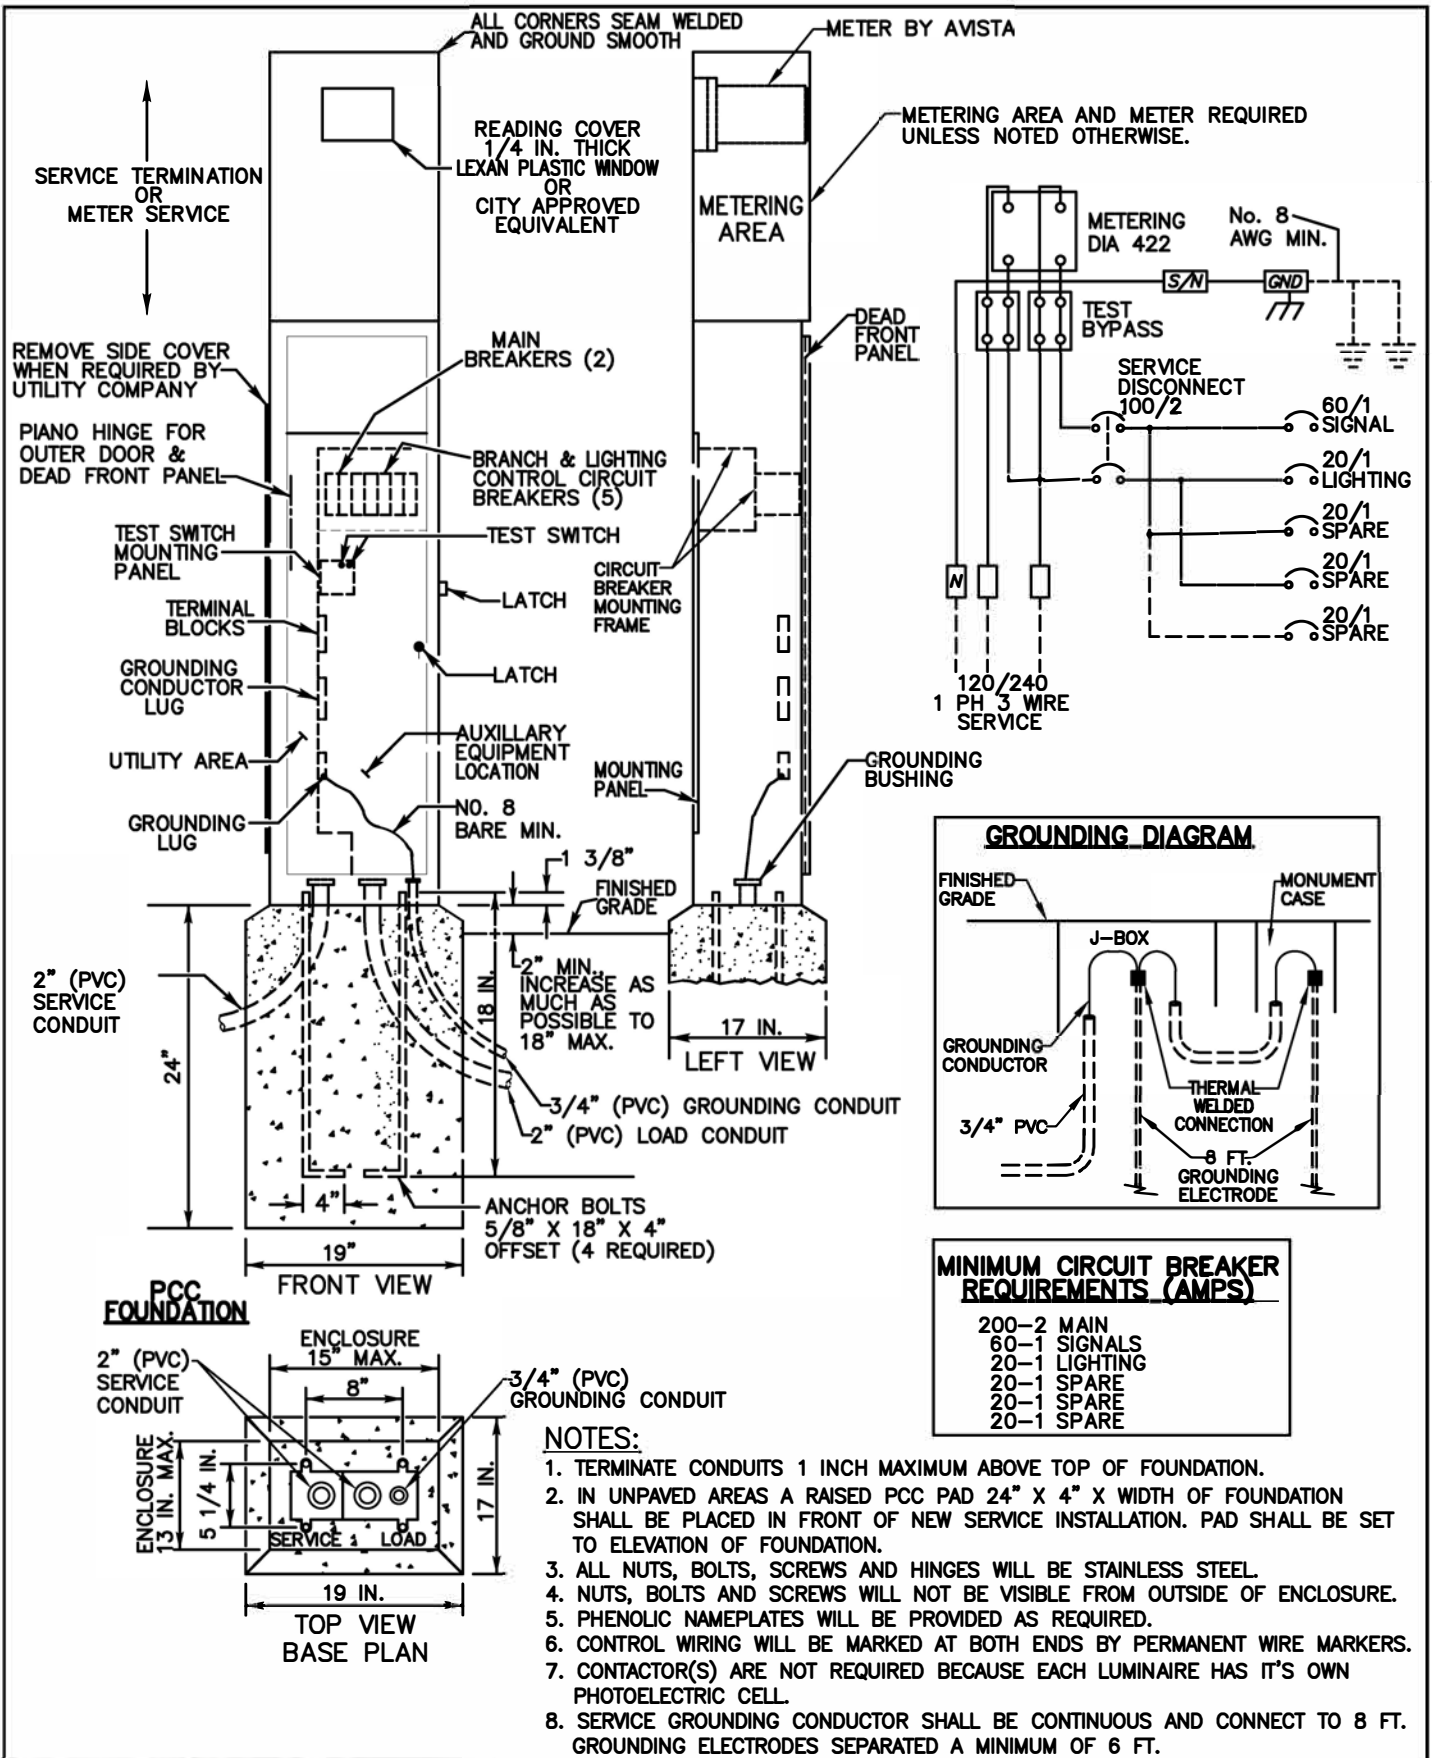 ALL CORNERS SEAM WELDED
AND GROUND SMOOTH
METER BY AVISTA
READING COVER
1/4 IN. THICK
LEXAN PLASTIC WINDOW
OR
CITY APPROVED
EQUIVALENT
METERING AREA AND METER REQUIRED
UNLESS NOTED OTHERWISE.
SERVICE TERMINATION
OR
METER SERVICE
METERING
AREA
METERING
DIA 422
No. 8
AWG MIN.
S/N
GND
TEST
BYPASS
DEAD
FRONT
PANEL
REMOVE SIDE COVER
WHEN REQUIRED BY
UTILITY COMPANY
MAIN
BREAKERS (2)
SERVICE
DISCONNECT
100/2
60/1
SIGNAL
20/1
LIGHTING
20/1
SPARE
20/1
SPARE
20/1
SPARE
PIANO HINGE FOR
OUTER DOOR &
DEAD FRONT PANEL
BRANCH & LIGHTING
CONTROL CIRCUIT
BREAKERS (5)
TEST SWITCH
MOUNTING
PANEL
TEST SWITCH
CIRCUIT
BREAKER
MOUNTING
FRAME
N
LATCH
TERMINAL
BLOCKS
LATCH
GROUNDING
CONDUCTOR
LUG
120/240
1 PH 3 WIRE
SERVICE
UTILITY AREA
AUXILLARY
EQUIPMENT
LOCATION
MOUNTING
PANEL
GROUNDING
BUSHING
GROUNDING
LUG
NO. 8
BARE MIN.
1 3/8"
FINISHED
GRADE
2" (PVC)
SERVICE
CONDUIT
24"
18 IN.
2" MIN.,
INCREASE AS
MUCH AS
POSSIBLE TO
18" MAX.
17 IN.
LEFT VIEW
3/4" (PVC) GROUNDING CONDUIT
2" (PVC) LOAD CONDUIT
4"
ANCHOR BOLTS
5/8" X 18" X 4"
OFFSET (4 REQUIRED)
19"
FRONT VIEW
GROUNDING DIAGRAM
FINISHED
GRADE
MONUMENT
CASE
J-BOX
GROUNDING
CONDUCTOR
THERMAL
WELDED
CONNECTION
3/4" PVC
8 FT.
GROUNDING
ELECTRODE
MINIMUM CIRCUIT BREAKER
REQUIREMENTS (AMPS)
200-2 MAIN
60-1 SIGNALS
20-1 LIGHTING
20-1 SPARE
20-1 SPARE
20-1 SPARE
PCC
FOUNDATION
ENCLOSURE
15" MAX.
2" (PVC)
SERVICE
CONDUIT
8"
3/4" (PVC)
GROUNDING CONDUIT
ENCLOSURE
13 IN. MAX.
5 1/4 IN.
17 IN.
SERVICE
LOAD
19 IN.
TOP VIEW
BASE PLAN
NOTES:
1. TERMINATE CONDUITS 1 INCH MAXIMUM ABOVE TOP OF FOUNDATION.
2. IN UNPAVED AREAS A RAISED PCC PAD 24" X 4" X WIDTH OF FOUNDATION
SHALL BE PLACED IN FRONT OF NEW SERVICE INSTALLATION. PAD SHALL BE SET
TO ELEVATION OF FOUNDATION.
3. ALL NUTS, BOLTS, SCREWS AND HINGES WILL BE STAINLESS STEEL.
4. NUTS, BOLTS AND SCREWS WILL NOT BE VISIBLE FROM OUTSIDE OF ENCLOSURE.
5. PHENOLIC NAMEPLATES WILL BE PROVIDED AS REQUIRED.
6. CONTROL WIRING WILL BE MARKED AT BOTH ENDS BY PERMANENT WIRE MARKERS.
7. CONTACTOR(S) ARE NOT REQUIRED BECAUSE EACH LUMINAIRE HAS IT'S OWN
PHOTOELECTRIC CELL.
8. SERVICE GROUNDING CONDUCTOR SHALL BE CONTINUOUS AND CONNECT TO 8 FT.
GROUNDING ELECTRODES SEPARATED A MINIMUM OF 6 FT.